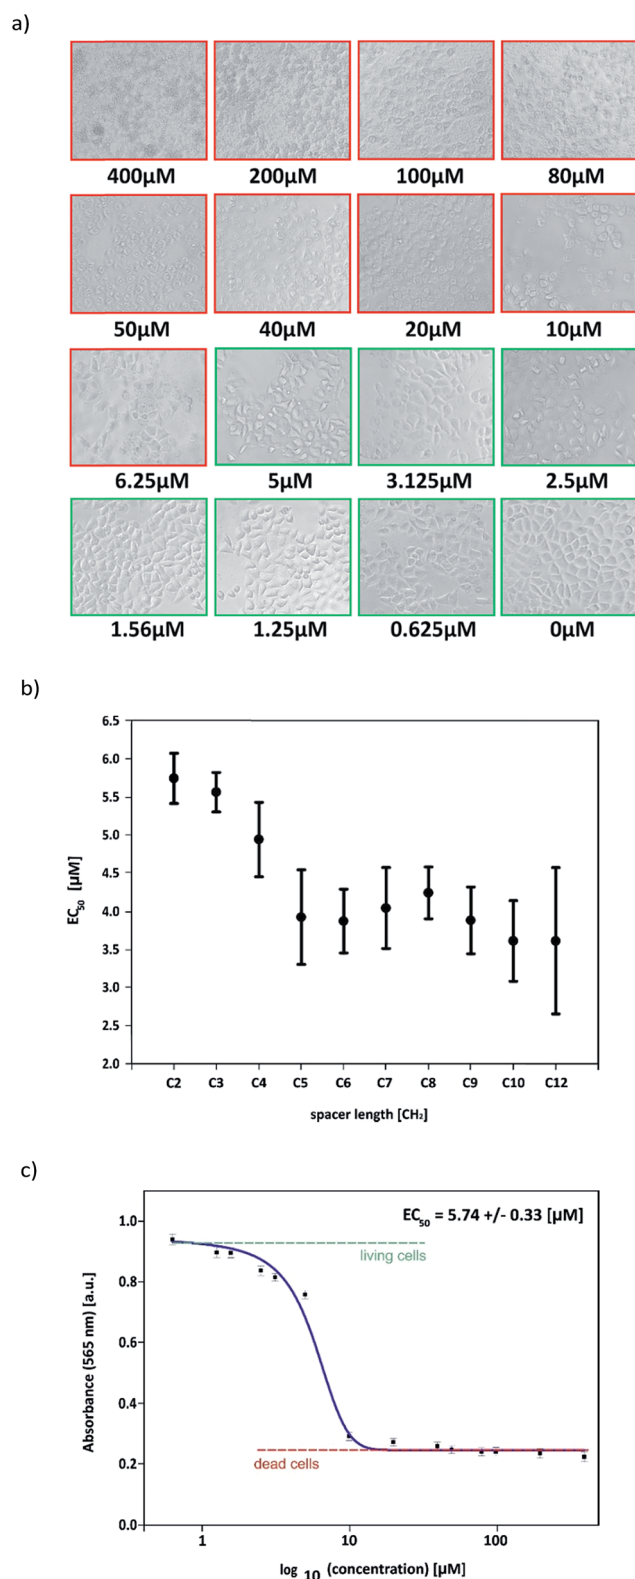 a)
400µM 200µM 100µM 80µM
50µM 40µM 20µM 10µM
6.25µM 5µM 3.125µM 2.5µM
1.56µM 1.25µM 0.625µM 0µM
b)
6.5
6.0
5.5
5.0
4.5
4.0
3.5
3.0
2.5
2.0
EC50 [µM]
C2 C3 C4 C5 C6 C7 C8 C9 C10 C12
spacer length [CH2]
c)
EC50 = 5.74 +/- 0.33 [µM]
1.0
living cells
0.8
0.6
0.4
dead cells
0.2
0.0
Absorbance (565 nm) [a.u.]
1 10 100
log 10 (concentration) [µM]